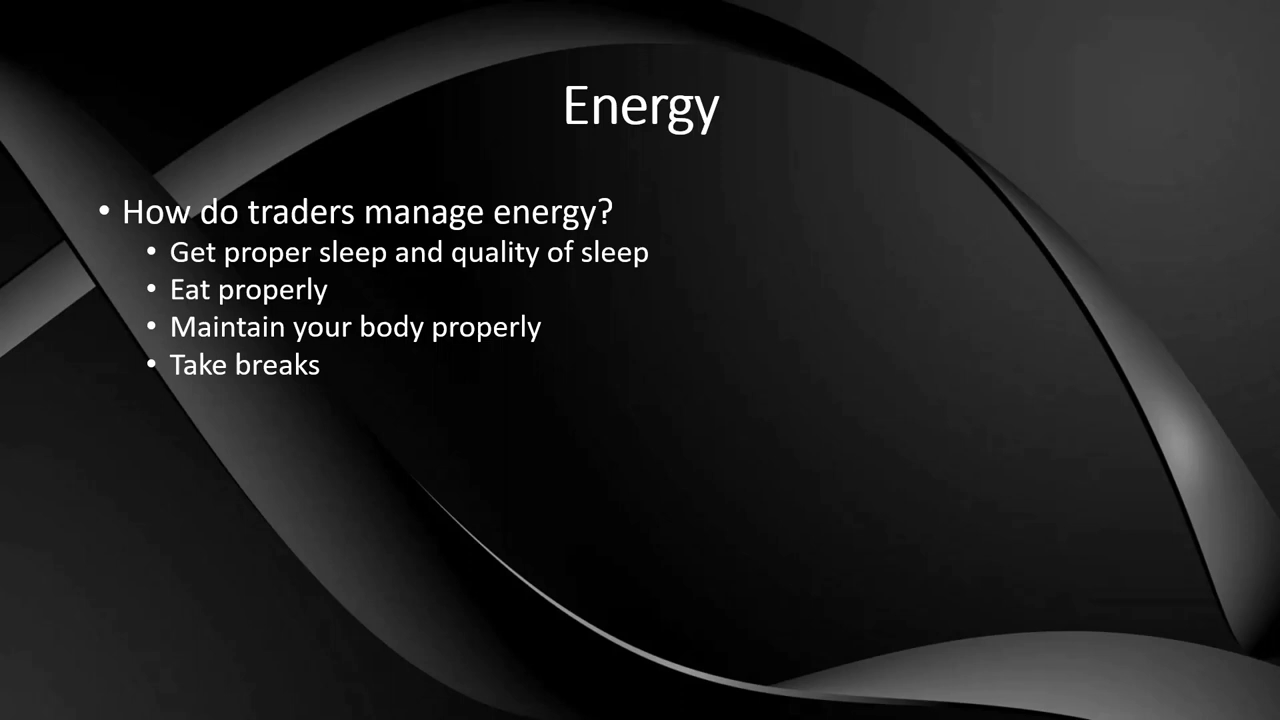 Energy
• How do traders manage energy?
• Get proper sleep and quality of sleep
• Eat properly
• Maintain your body properly
• Take breaks